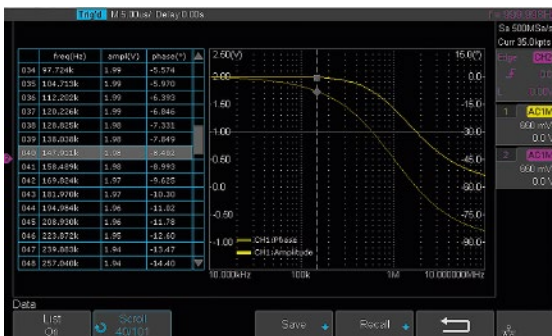 Trig'd M 5.00us/ Delay 0.00s
Sa 500MSa/s
Curr 35.0kpts
Edge CH2
0.00V
1 AC1M
660 mV/
0.0 V
2 AC1M
660 mV/
0.0 V
freq(Hz) ampl(V) phase(°)
034 97.724k 1.99 -5.574
035 104.713k 1.99 -5.970
036 112.202k 1.99 -6.393
037 120.226k 1.99 -6.846
038 128.825k 1.98 -7.331
039 138.038k 1.98 -7.849
040 147.911k 1.98
041 158.489k 1.98 -8.993
042 169.824k 1.97 -9.625
043 181.970k 1.97 -10.30
044 194.984k 1.96 -11.02
045 208.930k 1.96 -11.78
046 223.872k 1.95 -12.60
047 239.883k 1.94 -13.47
048 257.040k 1.94 -14.40
2.50(V) 15.0(°)
2.00 0.0
1.50 -15.0
1.00 -30.0
0.50
0.0
-0.50 -75.0
-1.00 -90.0
CH1:Phase
CH1:Amplitude
10.000kHz 100k 1M 10.000000MHz
Data
List
On
Scroll
40/101
Save
Recall